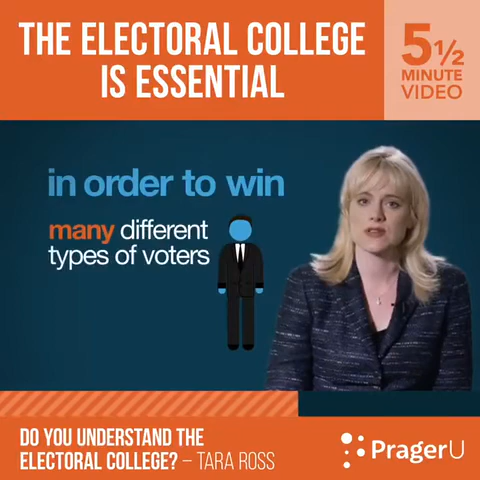 THE ELECTORAL COLLEGE
IS ESSENTIAL
5½
MINUTE
VIDEO
in order to win
many different
types of voters
DO YOU UNDERSTAND THE
ELECTORAL COLLEGE? – TARA ROSS
PragerU